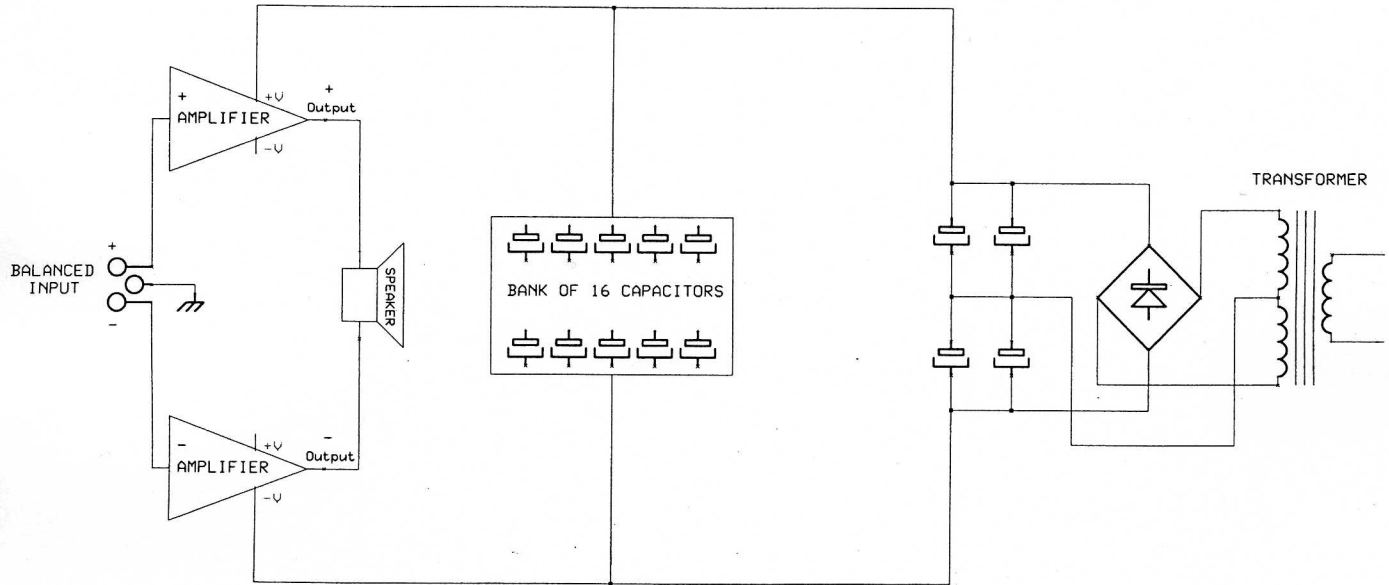 +
AMPLIFIER
+V
-V
+
Output
TRANSFORMER
BALANCED
INPUT
+
-
SPEAKER
BANK OF 16 CAPACITORS
-
AMPLIFIER
+V
-V
-
Output